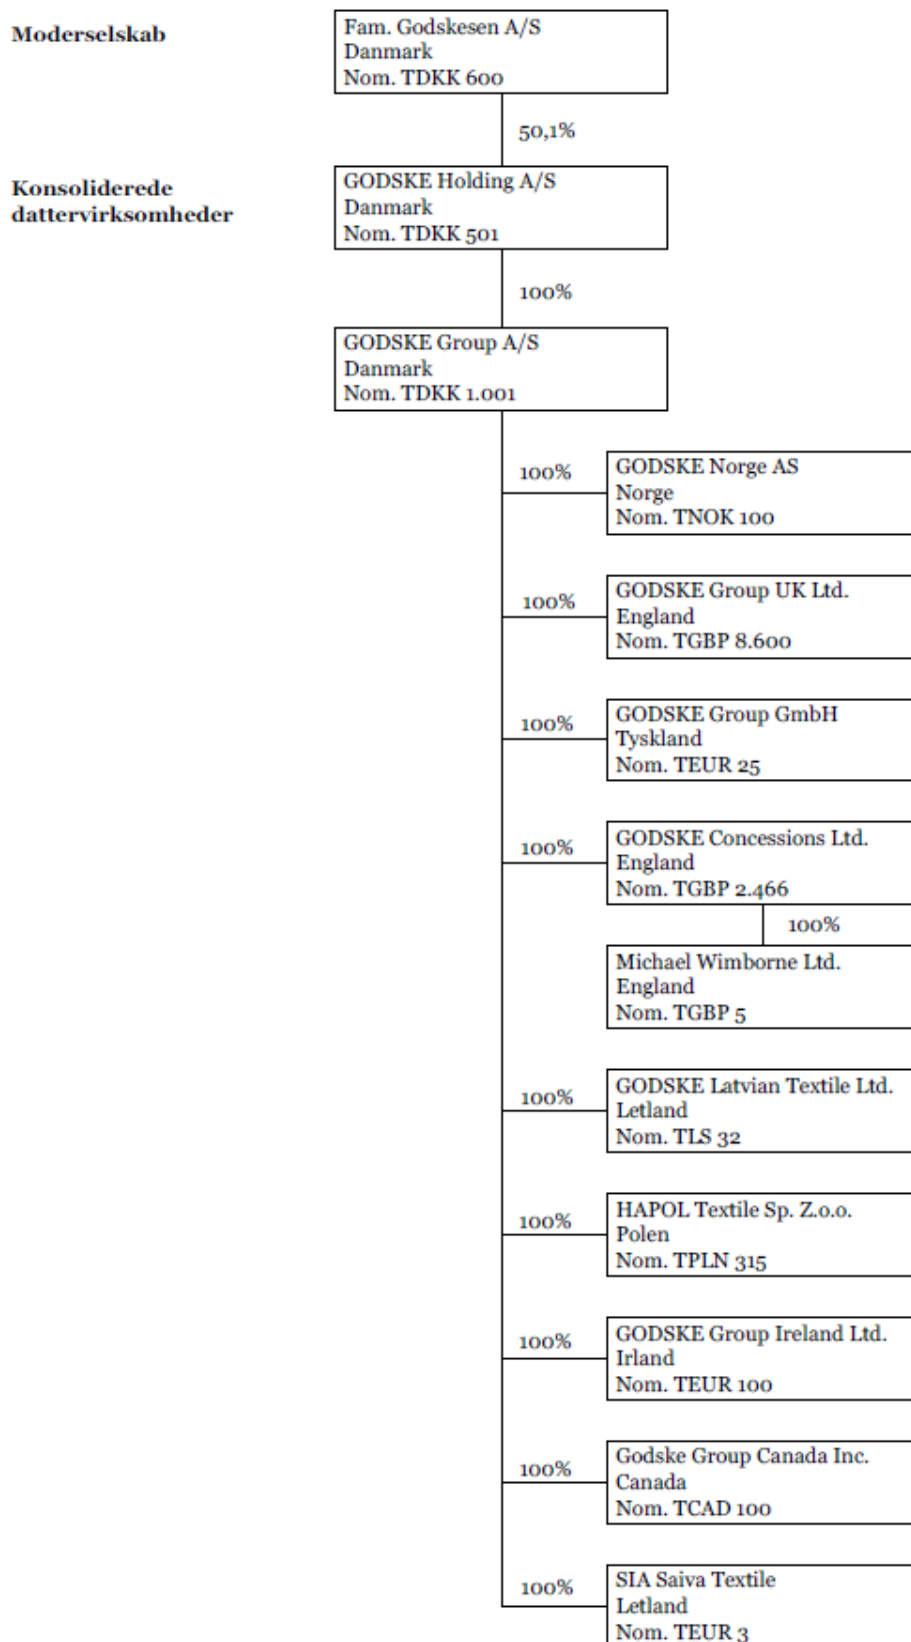 Moderselskab
Fam. Godskesen A/S
Danmark
Nom. TDKK 600
50,1%
Konsoliderede
dattervirksomheder
GODSKE Holding A/S
Danmark
Nom. TDKK 501
100%
GODSKE Group A/S
Danmark
Nom. TDKK 1.001
100%
GODSKE Norge AS
Norge
Nom. TNOK 100
100%
GODSKE Group UK Ltd.
England
Nom. TGBP 8.600
100%
GODSKE Group GmbH
Tyskland
Nom. TEUR 25
100%
GODSKE Concessions Ltd.
England
Nom. TGBP 2.466
100%
Michael Wimborne Ltd.
England
Nom. TGBP 5
100%
GODSKE Latvian Textile Ltd.
Letland
Nom. TLS 32
100%
HAPOL Textile Sp. Z.o.o.
Polen
Nom. TPLN 315
100%
GODSKE Group Ireland Ltd.
Irland
Nom. TEUR 100
100%
Godske Group Canada Inc.
Canada
Nom. TCAD 100
100%
SIA Saiva Textile
Letland
Nom. TEUR 3